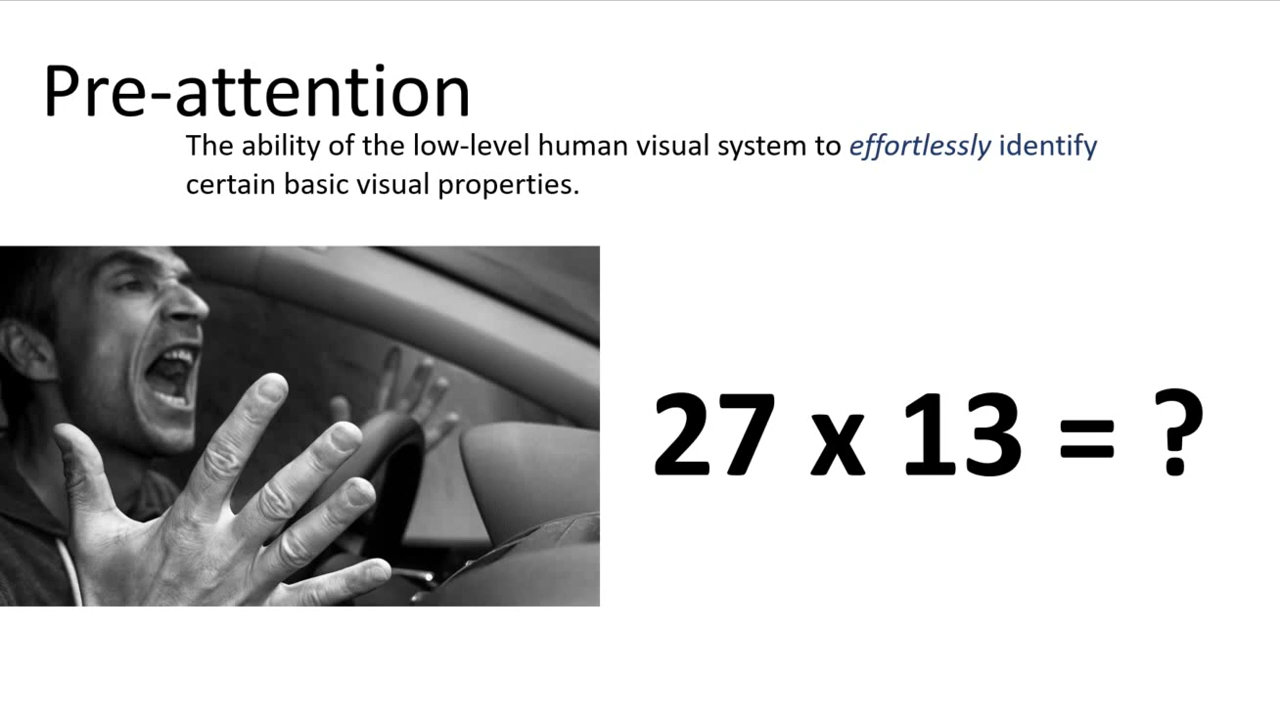 Pre-attention
The ability of the low-level human visual system to effortlessly identify
certain basic visual properties.
27 x 13 = ?